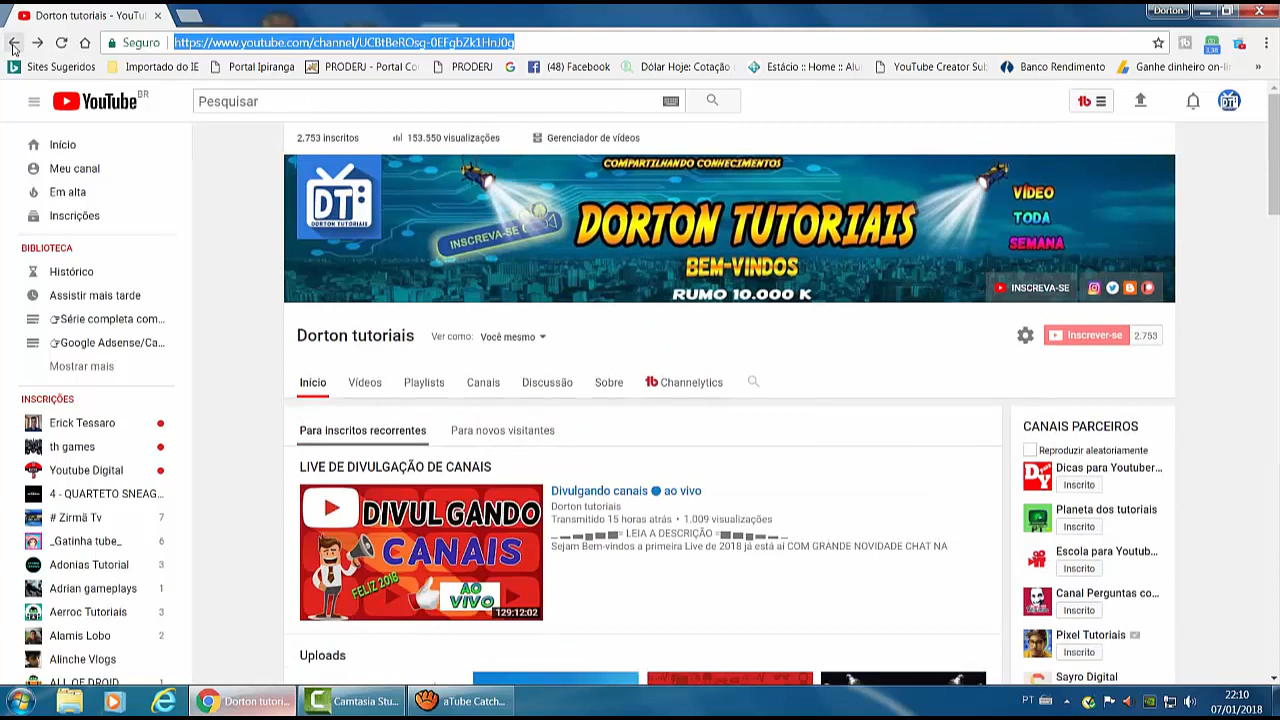 Dorton tutoriais - YouTu
Dorton
Seguro
https://www.youtube.com/channel/UCBtBeROsg-0EFgbZk1HnJ0g
Sites Sugeridos
Importado do IE
Portal Ipiranga
PRODERJ - Portal Co
PRODERJ
(48) Facebook
Dólar Hoje: Cotação
Estácio :: Home :: Alu
YouTube Creator Su
Banco Rendimento
Ganhe dinheiro on-li
»
YouTube BR
Pesquisar
2.753 inscritos
153.550 visualizações
Gerenciador de vídeos
Início
Meu canal
Em alta
Inscrições
BIBLIOTECA
Histórico
Assistir mais tarde
Série completa com...
Google Adsense/Ca...
Mostrar mais
INSCRIÇÕES
Erick Tessaro
th games
Youtube Digital
4 - QUARTETO SNEAG...
# Zirmã Tv 7
_Gatinha tube_ 6
Adonias Tutorial 3
Adrian gameplays 1
Aerroc Tutoriais 3
Alamis Lobo 2
Alinche Vlogs
ALL OF DROID
COMPARTILHANDO CONHECIMENTOS
DT
DORTON TUTORIAIS
INSCREVA-SE
DORTON TUTORIAIS
BEM-VINDOS
RUMO 10.000 K
VÍDEO
TODA
SEMANA
INSCREVA-SE
Dorton tutoriais
Ver como: Você mesmo
Inscrever-se 2.753
Início
Vídeos
Playlists
Canais
Discussão
Sobre
tb Channelytics
Para inscritos recorrentes
Para novos visitantes
LIVE DE DIVULGAÇÃO DE CANAIS
DIVULGANDO
CANAIS
FELIZ 2018
AO
VIVO
129:12:02
Divulgando canais 🔵 ao vivo
Dorton tutoriais
Transmitido 15 horas atrás • 1.009 visualizações
LEIA A DESCRIÇÃO
Sejam Bem-vindos a primeira Live de 2018 já está aí COM GRANDE NOVIDADE CHAT NA
Uploads
CANAIS PARCEIROS
Reproduzir aleatoriamente
Dicas para Youtuber...
Inscrito
Planeta dos tutoriais
Inscrito
Escola para Youtub...
Inscrito
Canal Perguntas co...
Inscrito
Pixel Tutoriais
Inscrito
Sayro Digital
Dorton tutori...
Camtasia Stu...
aTube Catch...
PT
22:10
07/01/2018